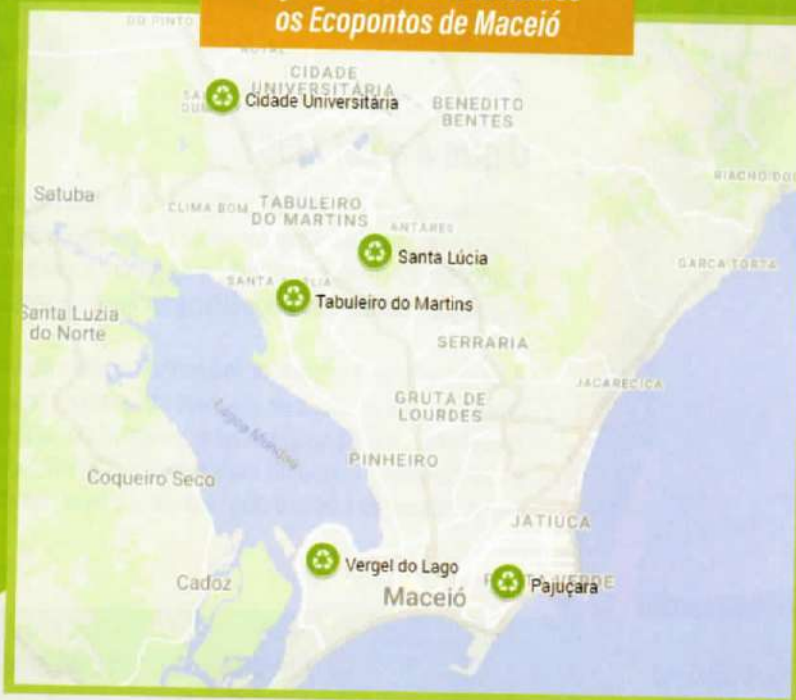 os Ecopontos de Maceió
CIDADE
UNIVERSITÁRIA
Cidade Universitária
BENEDITO
BENTES
Satuba
CLIMA BOM
TABULEIRO
DO MARTINS
ANTARES
Santa Lúcia
GARÇA TORTA
SANTA
Tabuleiro do Martins
Santa Luzia
do Norte
SERRARIA
JACARECICA
GRUTA DE
LOURDES
Lagoa Mundaú
PINHEIRO
Coqueiro Seco
JATIUCA
Vergel do Lago
Cadoz
Maceió
Pajuçara